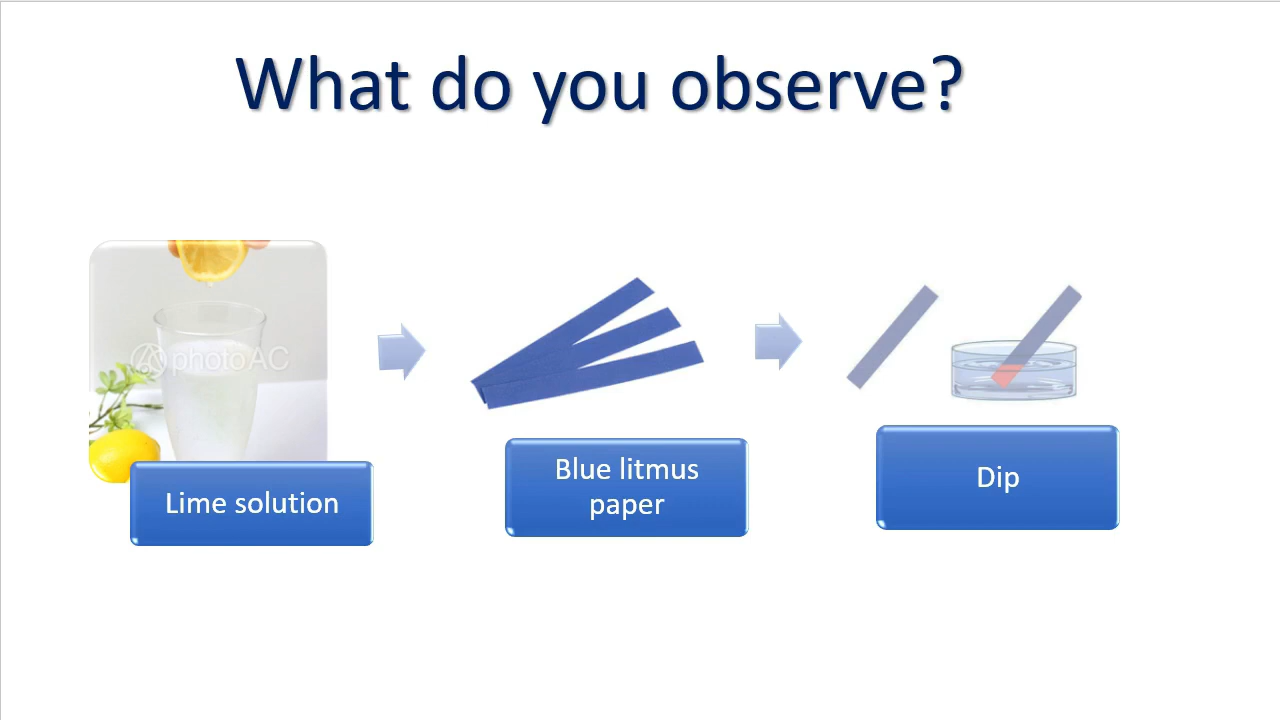 What do you observe?
photoAC
Lime solution
Blue litmus
paper
Dip